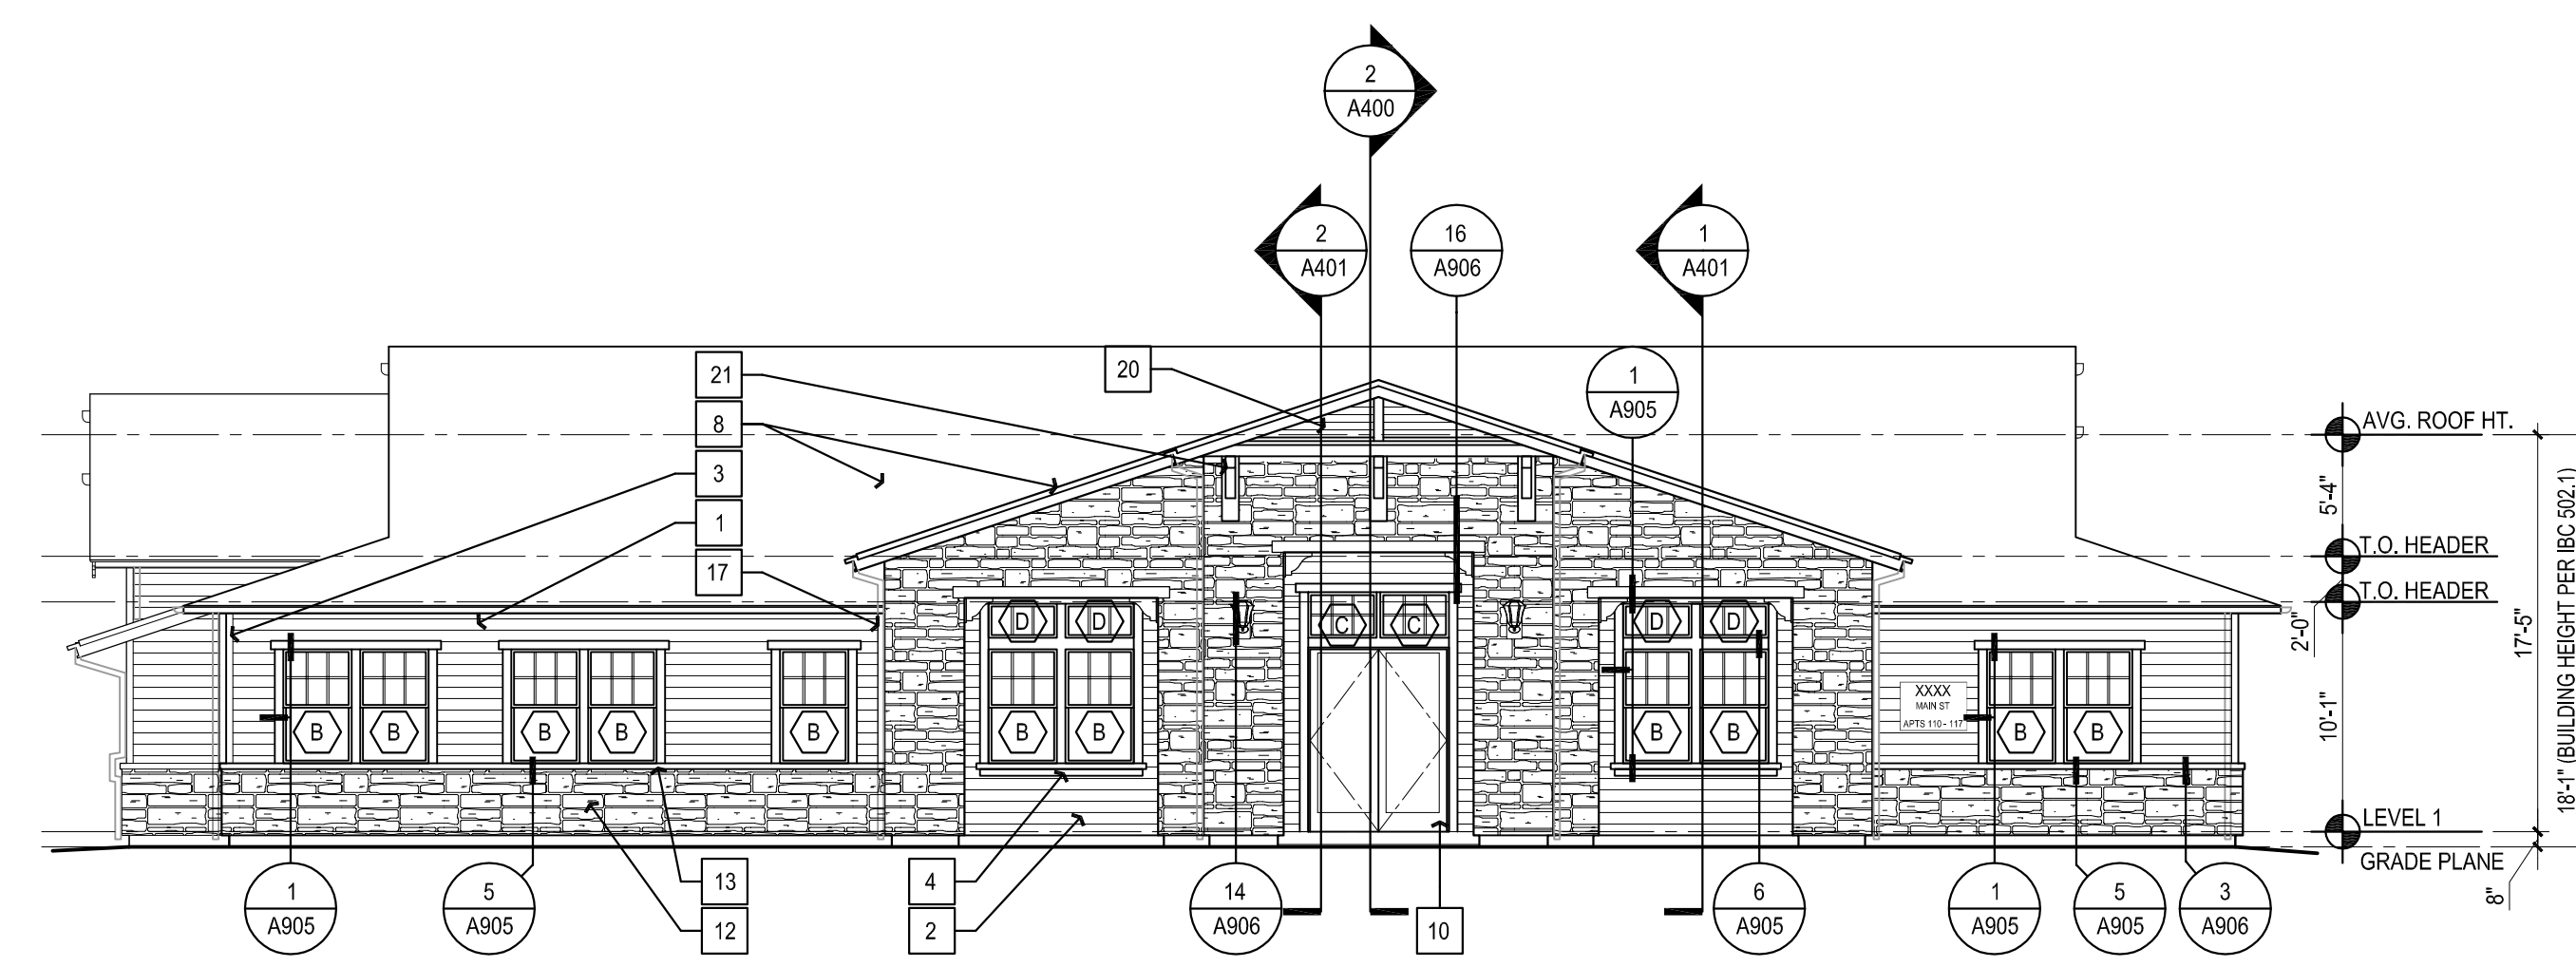 2
A400
2
A401
16
A906
1
A401
21
20
1
A905
8
AVG. ROOF HT.
3
5'-4"
1
T.O. HEADER
17
T.O. HEADER
2'-0"
17'-5"
18'-1" (BUILDING HEIGHT PER IBC 502.1)
D
D
C
C
D
D
XXXX
MAIN ST
APTS 110 - 117
10'-1"
B
B
B
B
B
B
B
B
B
B
B
LEVEL 1
GRADE PLANE
8"
1
A905
5
A905
13
12
4
2
14
A906
10
6
A905
1
A905
5
A905
3
A906